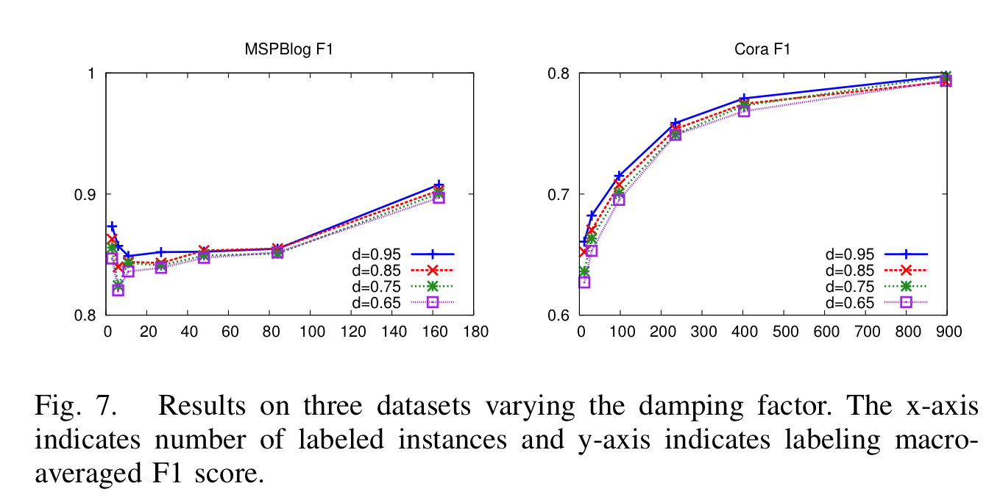 MSPBlog F1
1
0.9
0.8
0 20 40 60 80 100 120 140 160 180
d=0.95
d=0.85
d=0.75
d=0.65
Cora F1
0.8
0.7
0.6
0 100 200 300 400 500 600 700 800 900
d=0.95
d=0.85
d=0.75
d=0.65
Fig. 7. Results on three datasets varying the damping factor. The x-axis
indicates number of labeled instances and y-axis indicates labeling macro-
averaged F1 score.